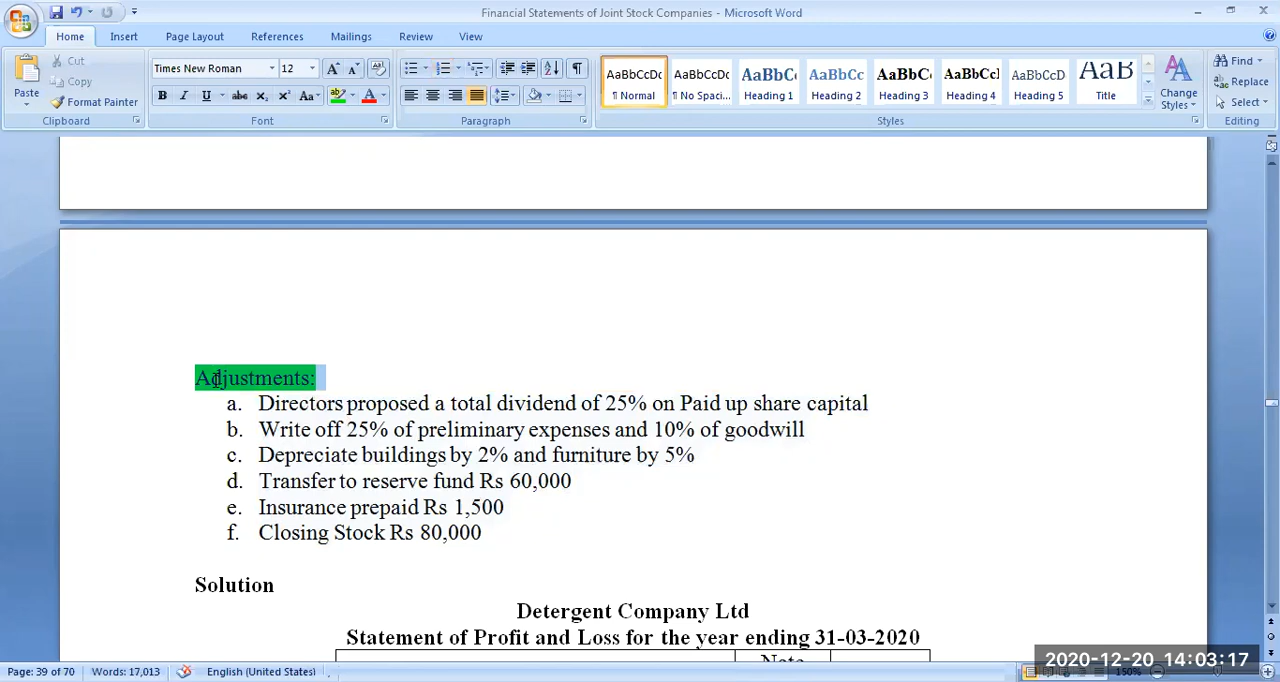 Financial Statements of Joint Stock Companies - Microsoft Word
Home Insert Page Layout References Mailings Review View
Paste
Cut
Copy
Format Painter
Clipboard
Times New Roman 12
Font
Paragraph
AaBbCcDc AaBbCcDc AaBbC AaBbCc AaBbCc AaBbCcl AaBbCcD AaB
¶ Normal ¶ No Spaci... Heading 1 Heading 2 Heading 3 Heading 4 Heading 5 Title
Change Styles
Styles
Find
Replace
Select
Editing
Adjustments:
a. Directors proposed a total dividend of 25% on Paid up share capital
b. Write off 25% of preliminary expenses and 10% of goodwill
c. Depreciate buildings by 2% and furniture by 5%
d. Transfer to reserve fund Rs 60,000
e. Insurance prepaid Rs 1,500
f. Closing Stock Rs 80,000
Solution
Detergent Company Ltd
Statement of Profit and Loss for the year ending 31-03-2020
Note
Page: 39 of 70 Words: 17,013 English (United States) 150%
2020-12-20 14:03:17